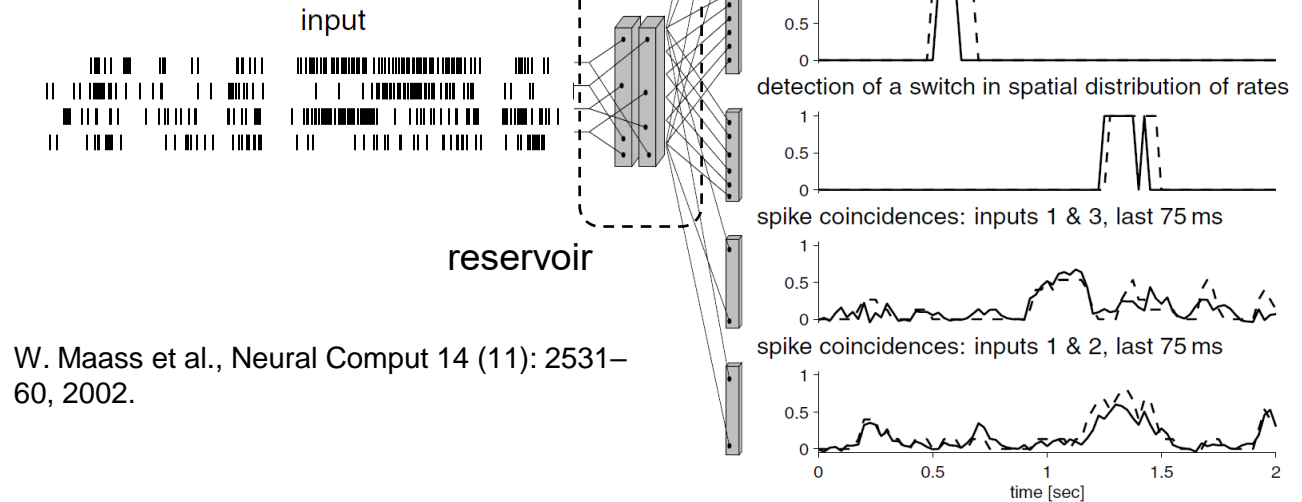 input
reservoir
W. Maass et al., Neural Comput 14 (11): 2531–
60, 2002.
0.5
0
detection of a switch in spatial distribution of rates
1
0.5
0
spike coincidences: inputs 1 & 3, last 75 ms
1
0.5
0
spike coincidences: inputs 1 & 2, last 75 ms
1
0.5
0
0 0.5 1 1.5 2
time [sec]